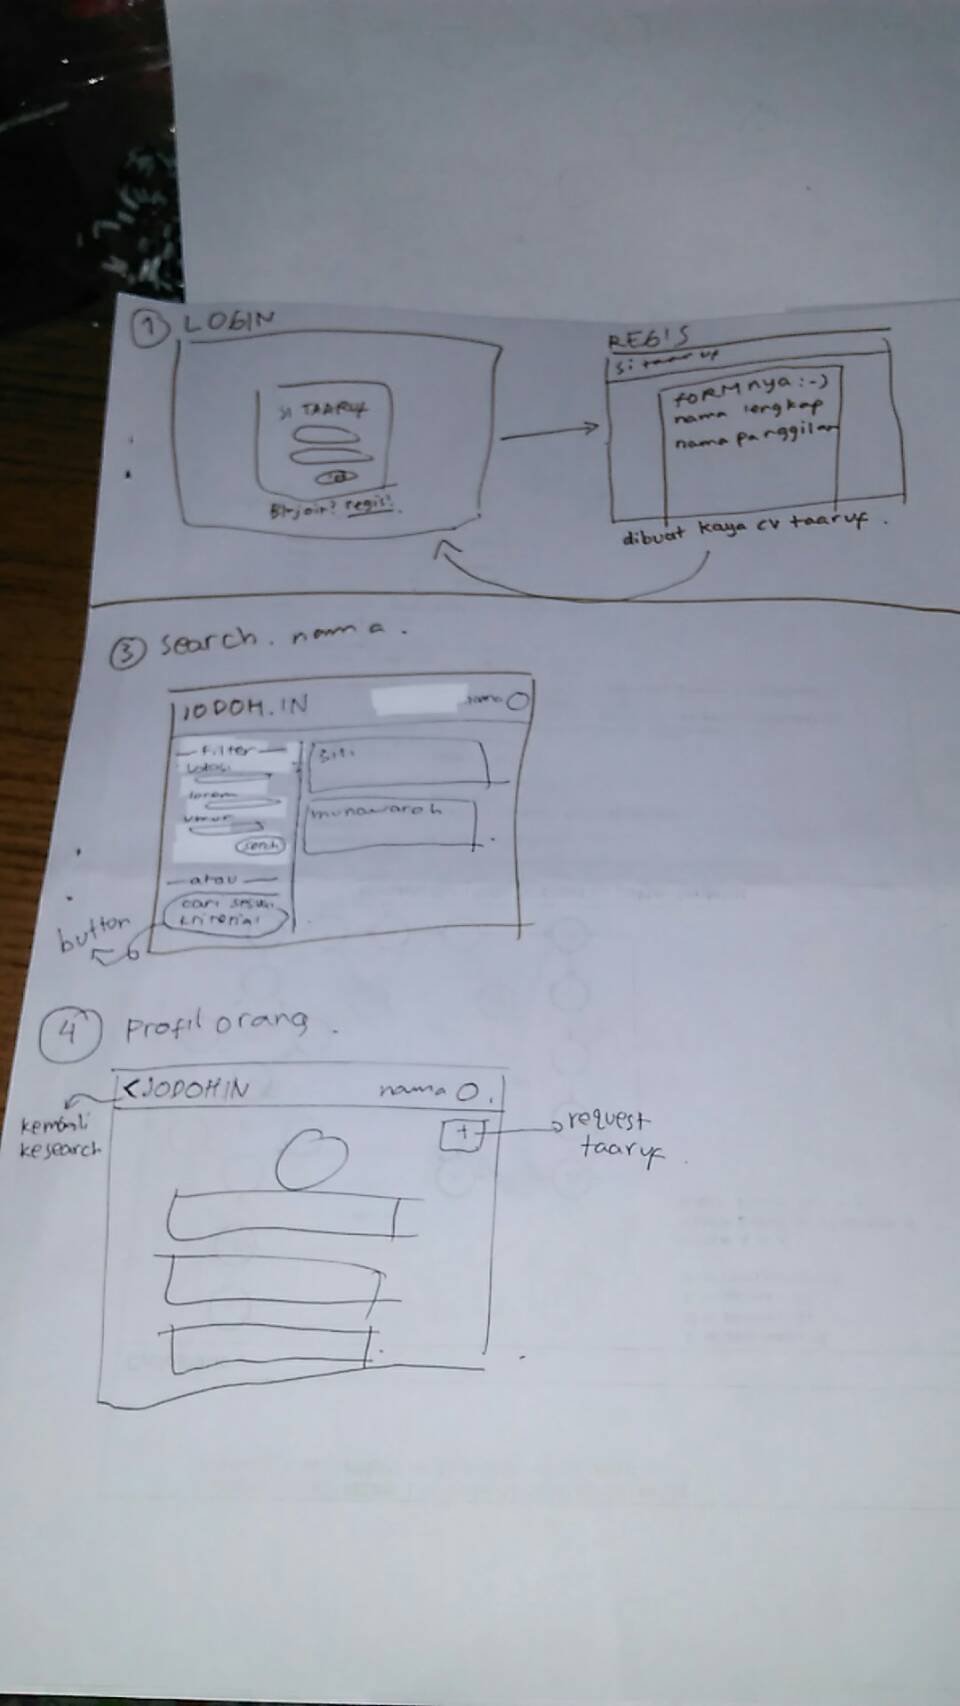 1 LOGIN
SI TAARUF
Blm join? regis!
REGIS
si taaruf
FORMnya :-)
nama lengkap
nama panggilan
dibuat kaya cv taaruf.
3 search. nama.
JODOH.IN
nama
Filter
Lokasi
umur
search
atau
cari sesuai
kriteria!
siti
munawaroh
button
4 Profil orang.
<JODOHIN
nama
kembali
ke search
+
request
taaruf.